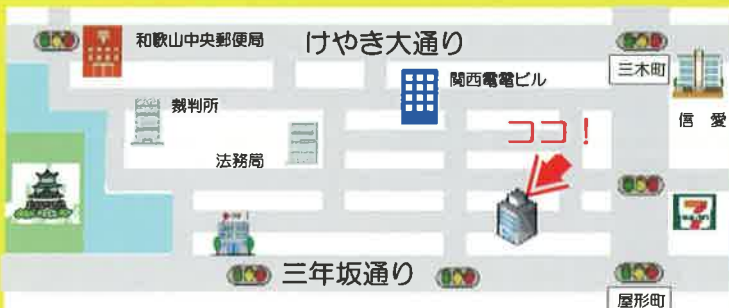 和歌山中央郵便局
けやき大通り
三木町
関西電電ビル
信 愛
裁判所
ココ！
法務局
三年坂通り
屋形町